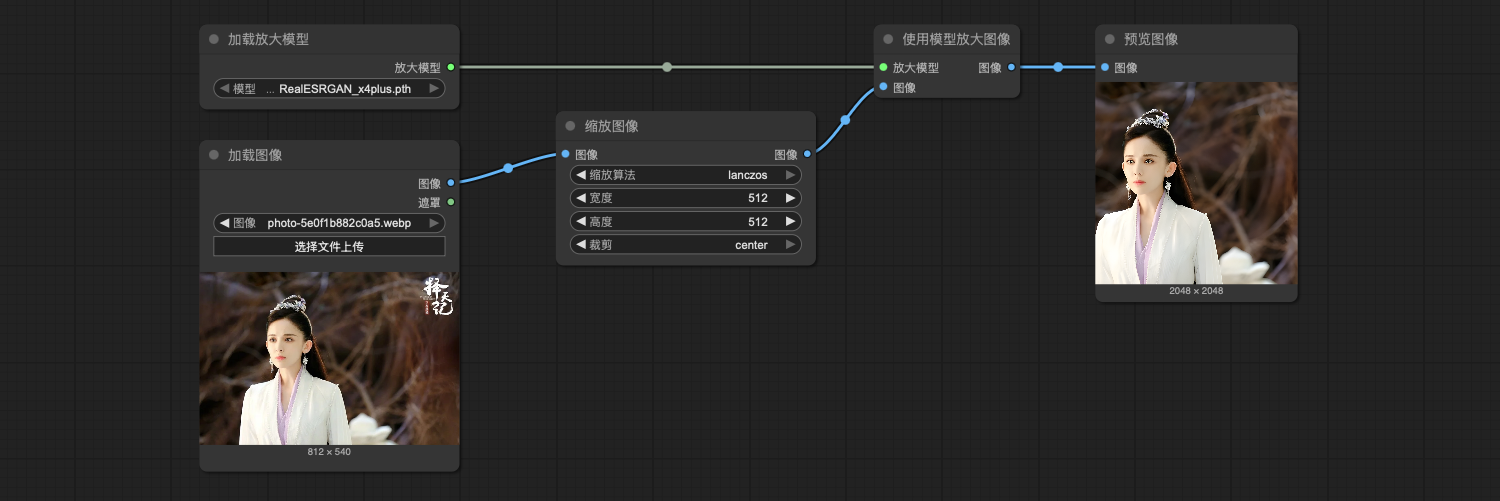 加载放大模型
放大模型
模型 ... RealESRGAN_x4plus.pth
加载图像
图像
遮罩
图像 photo-5e0f1b882c0a5.webp
选择文件上传
择天记
812 × 540
缩放图像
图像 图像
缩放算法 lanczos
宽度 512
高度 512
裁剪 center
使用模型放大图像
放大模型 图像
图像
预览图像
图像
2048 × 2048